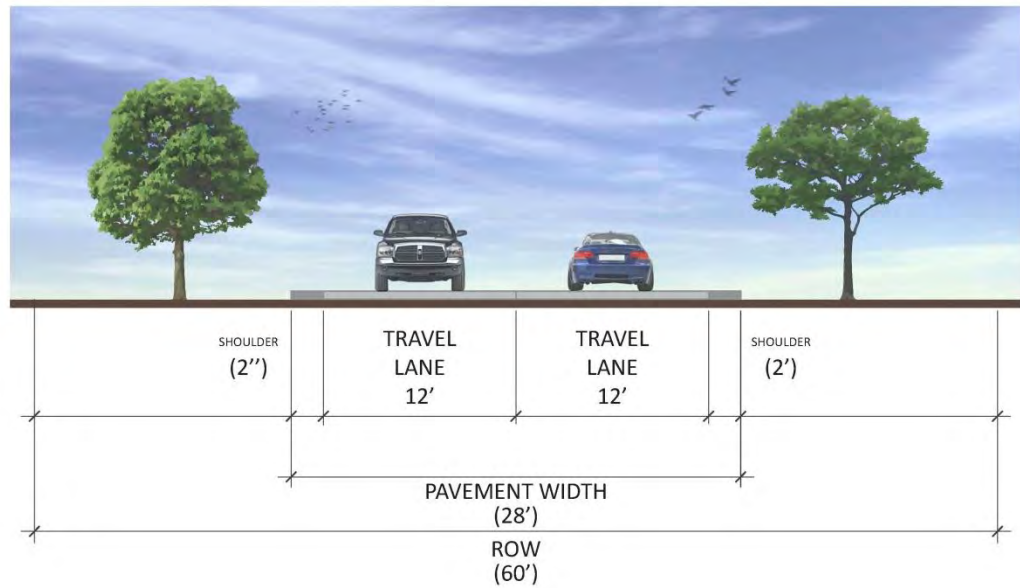 SHOULDER
(2’’)
TRAVEL
LANE
12’
TRAVEL
LANE
12’
SHOULDER
(2’)
PAVEMENT WIDTH
(28’)
ROW
(60’)